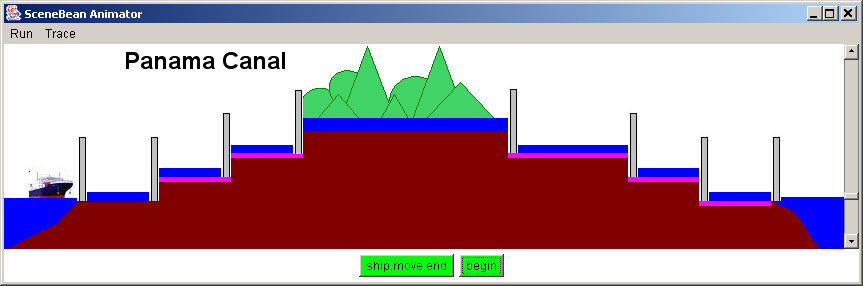 SceneBean Animator
Run Trace
Panama Canal
ship.move.end begin